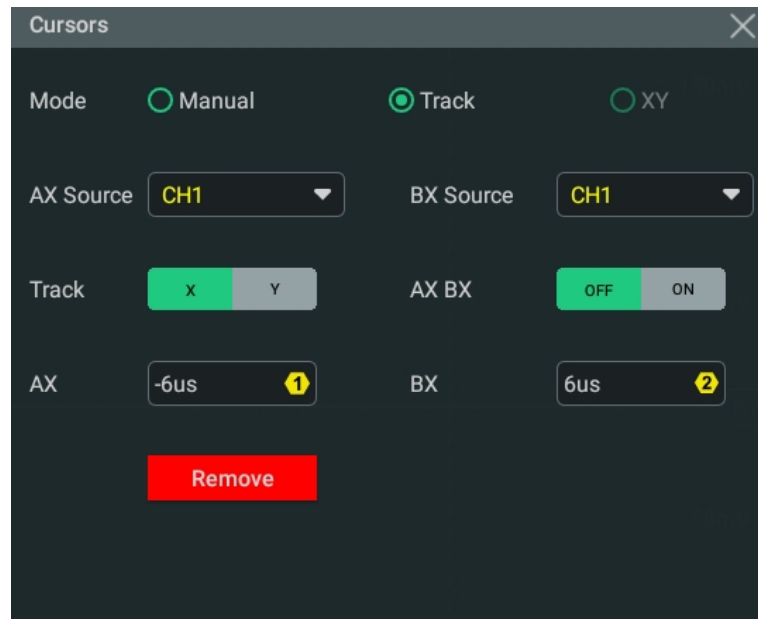 Cursors
Mode Manual Track XY
AX Source CH1 BX Source CH1
Track X Y AX BX OFF ON
AX -6us 1 BX 6us 2
Remove